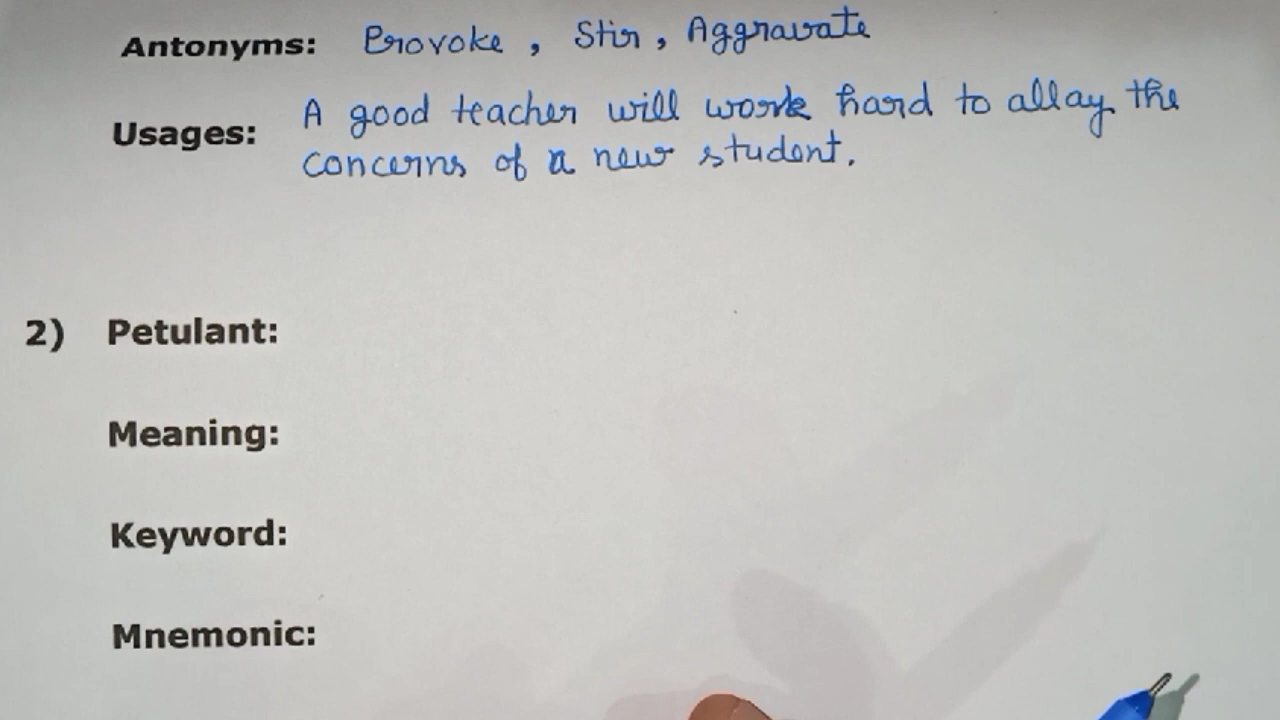 Antonyms: Provoke , Stir , Aggravate
Usages: A good teacher will work hard to allay the
concerns of a new student.
2) Petulant:
Meaning:
Keyword:
Mnemonic: